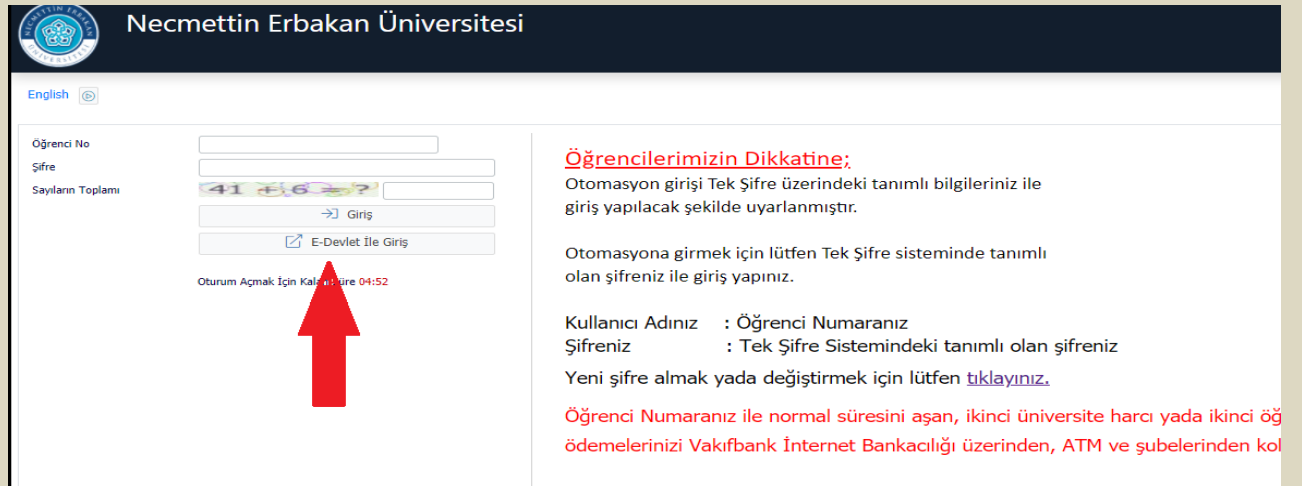 Necmettin Erbakan Üniversitesi
English
Öğrenci No
Şifre
Sayıların Toplamı 41 + 6 = ?
Giriş
E-Devlet İle Giriş
Oturum Açmak İçin 04:52
Öğrencilerimizin Dikkatine;
Otomasyon girişi Tek Şifre üzerindeki tanımlı bilgileriniz ile
giriş yapılacak şekilde uyarlanmıştır.
Otomasyona girmek için lütfen Tek Şifre sisteminde tanımlı
olan şifreniz ile giriş yapınız.
Kullanıcı Adınız : Öğrenci Numaranız
Şifreniz : Tek Şifre Sistemindeki tanımlı olan şifreniz
Yeni şifre almak yada değiştirmek için lütfen tıklayınız.
Öğrenci Numaranız ile normal süresini aşan, ikinci üniversite harcı yada ikinci öğ
ödemelerinizi Vakıfbank İnternet Bankacılığı üzerinden, ATM ve şubelerinden kol